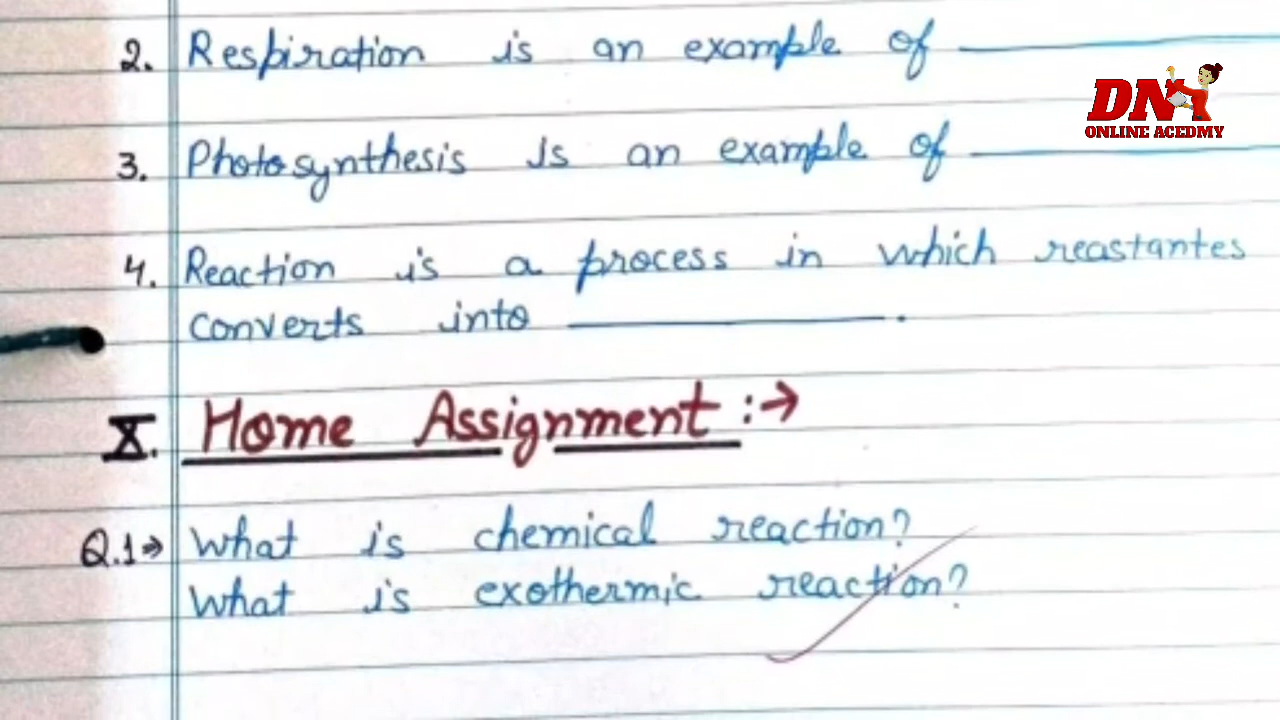 2. Respiration is an example of
DN
ONLINE ACEDMY
3. Photosynthesis is an example of
4. Reaction is a process in which reastantes
converts into .
X. Home Assignment :→
Q.1⇒ What is chemical reaction?
What is exothermic reaction?